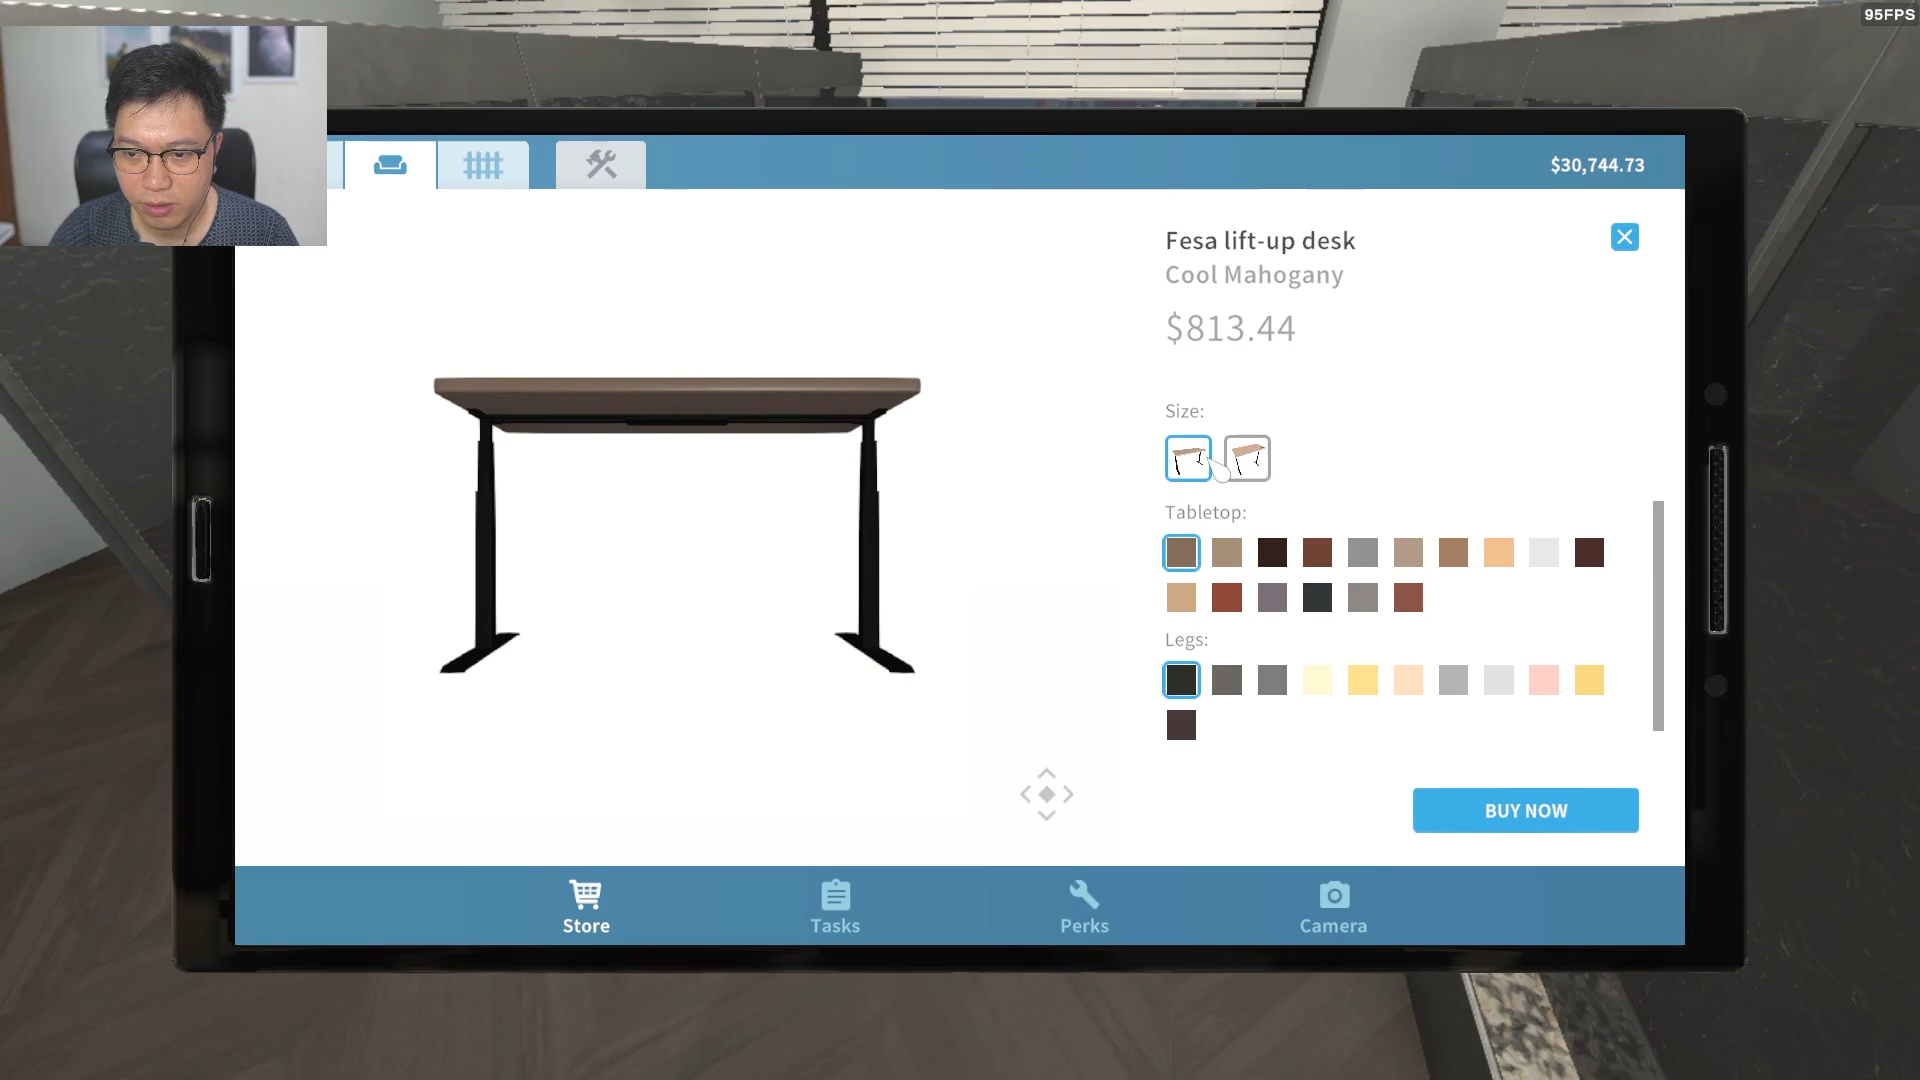 95FPS
$30,744.73
Fesa lift-up desk
Cool Mahogany
$813.44
Size:
Tabletop:
Legs:
BUY NOW
Store
Tasks
Perks
Camera